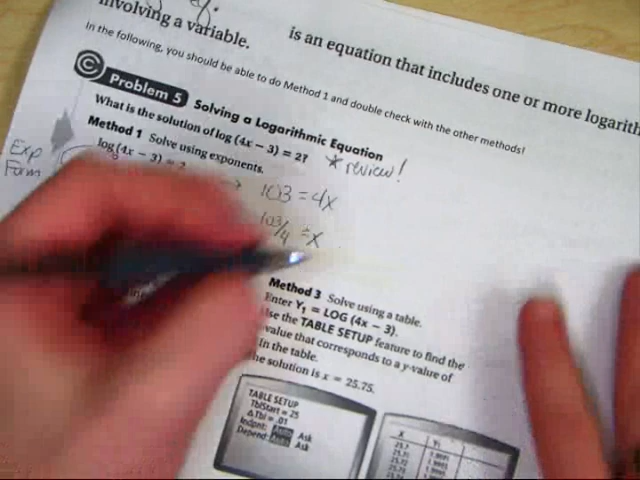 involving a variable.
is an equation that includes one or more logarith
In the following, you should be able to do Method 1 and double check with the other methods!
C Problem 5 Solving a Logarithmic Equation
What is the solution of log (4x − 3) = 2?
* review!
Method 1 Solve using exponents.
log (4x − 3) = 2
Exp
Form
→ 103 = 4x
103/4 = x
Method 3 Solve using a table.
Enter Y₁ = LOG (4x − 3).
Use the TABLE SETUP feature to find the
value that corresponds to a y-value of
In the table.
he solution is x = 25.75.
TABLE SETUP
TblStart = 25
ΔTbl = .01
Indpnt: Auto Ask
Depend: Auto Ask
X Y₁